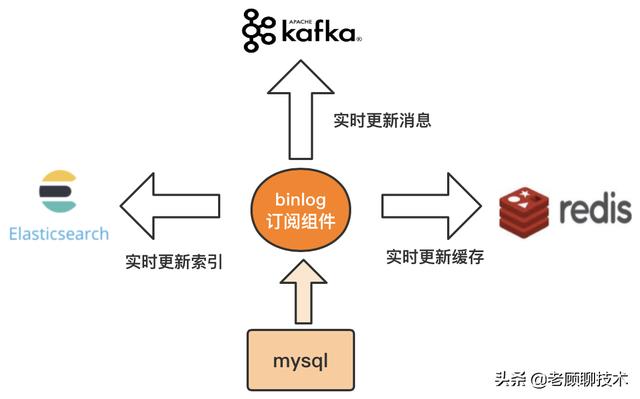 APACHE
kafka®
实时更新消息
binlog
订阅组件
Elasticsearch
实时更新索引
redis
实时更新缓存
mysql
头条 @老顾聊技术